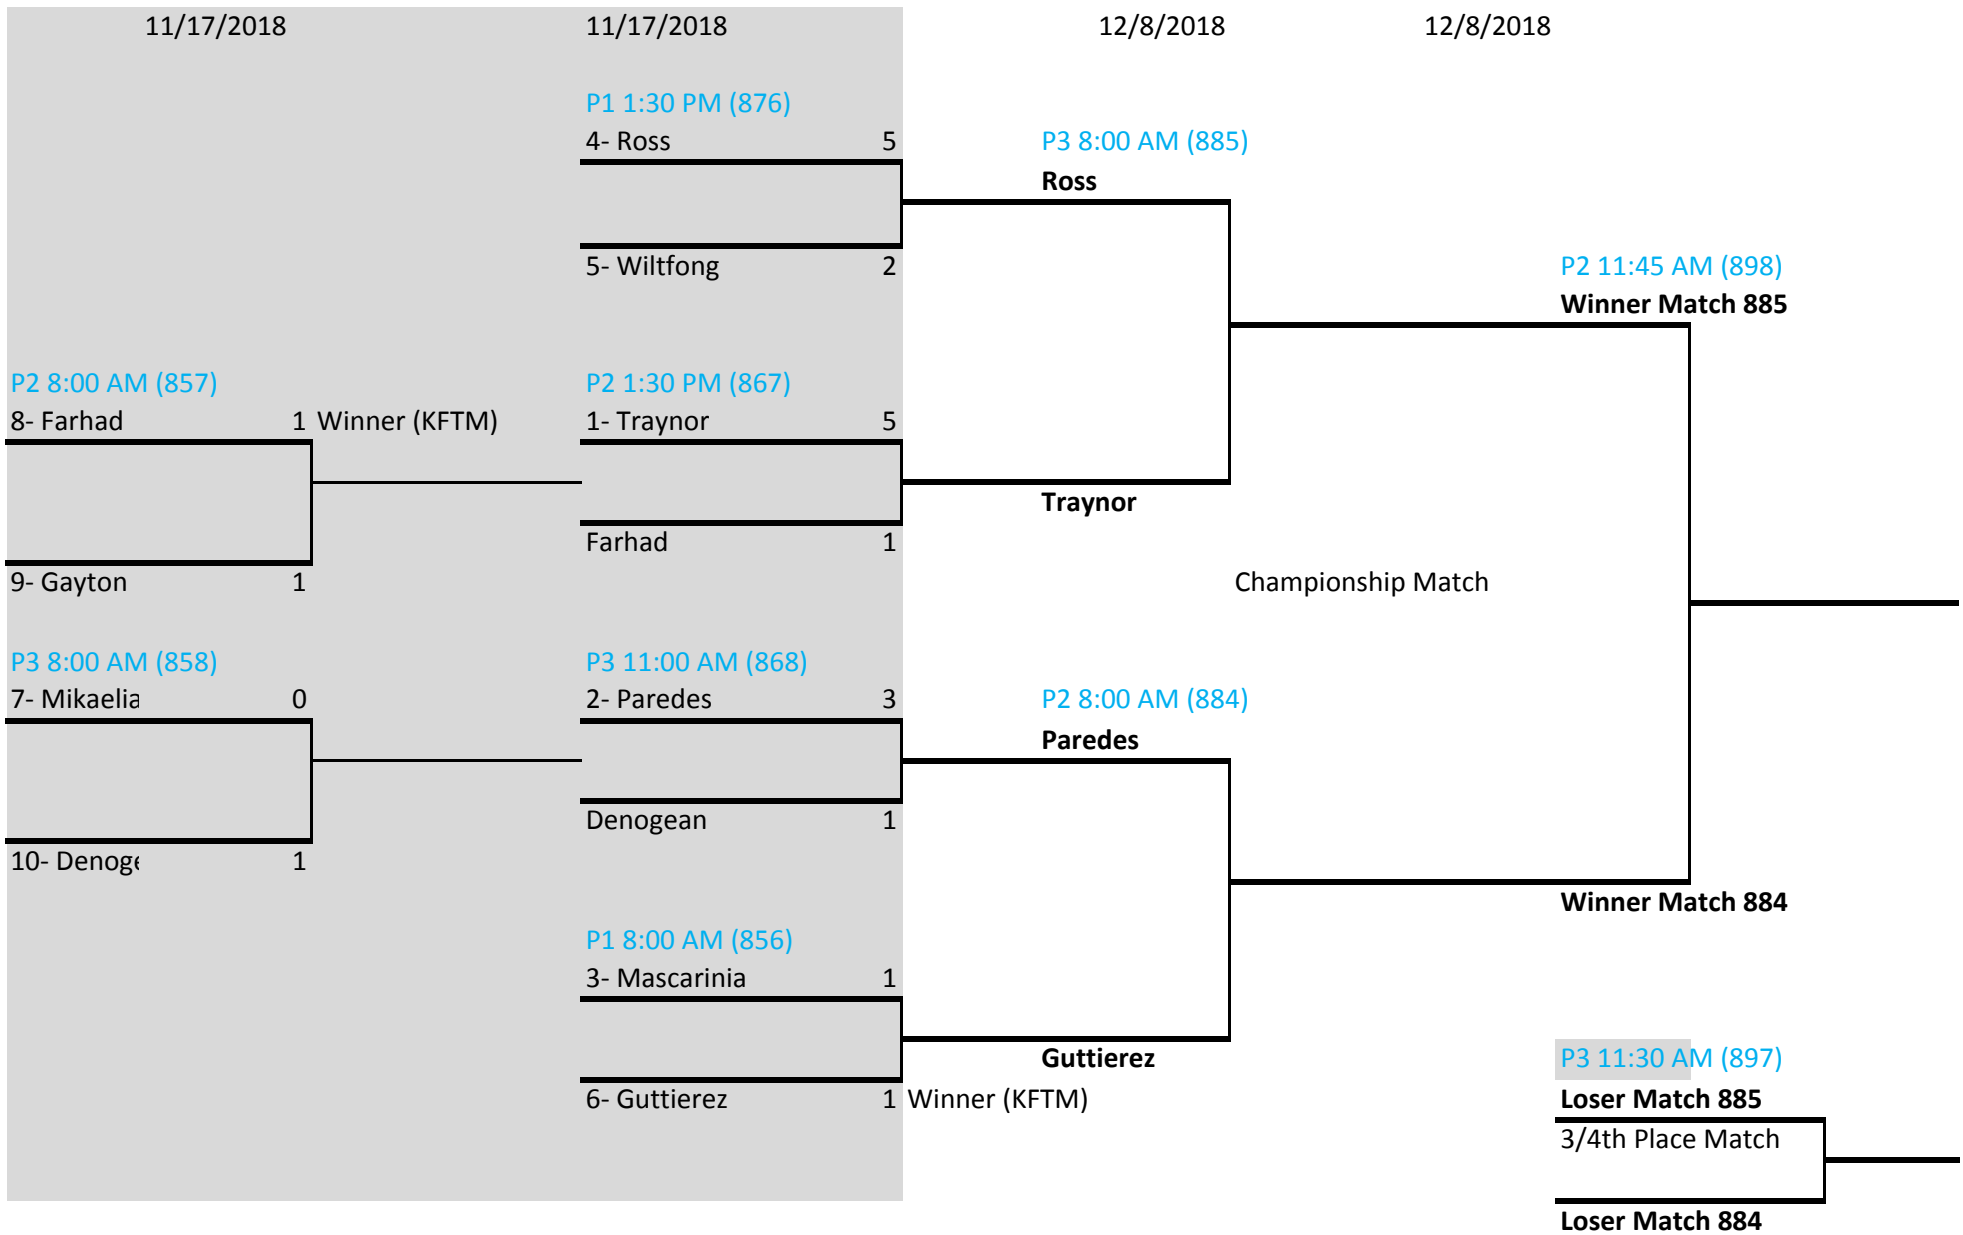 11/17/2018 11/17/2018 12/8/2018 12/8/2018
P1 1:30 PM (876)
4- Ross 5 P3 8:00 AM (885)
Ross
5- Wiltfong 2 P2 11:45 AM (898)
Winner Match 885
P2 8:00 AM (857) P2 1:30 PM (867)
8- Farhad 1 Winner (KFTM) 1- Traynor 5
Traynor
Farhad 1
9- Gayton 1 Championship Match
P3 8:00 AM (858) P3 11:00 AM (868)
7- Mikaelia 0 2- Paredes 3 P2 8:00 AM (884)
Paredes
Denogean 1
10- Denoge 1
Winner Match 884
P1 8:00 AM (856)
3- Mascarinia 1
Guttierez P3 11:30 AM (897)
6- Guttierez 1 Winner (KFTM) Loser Match 885
3/4th Place Match
Loser Match 884